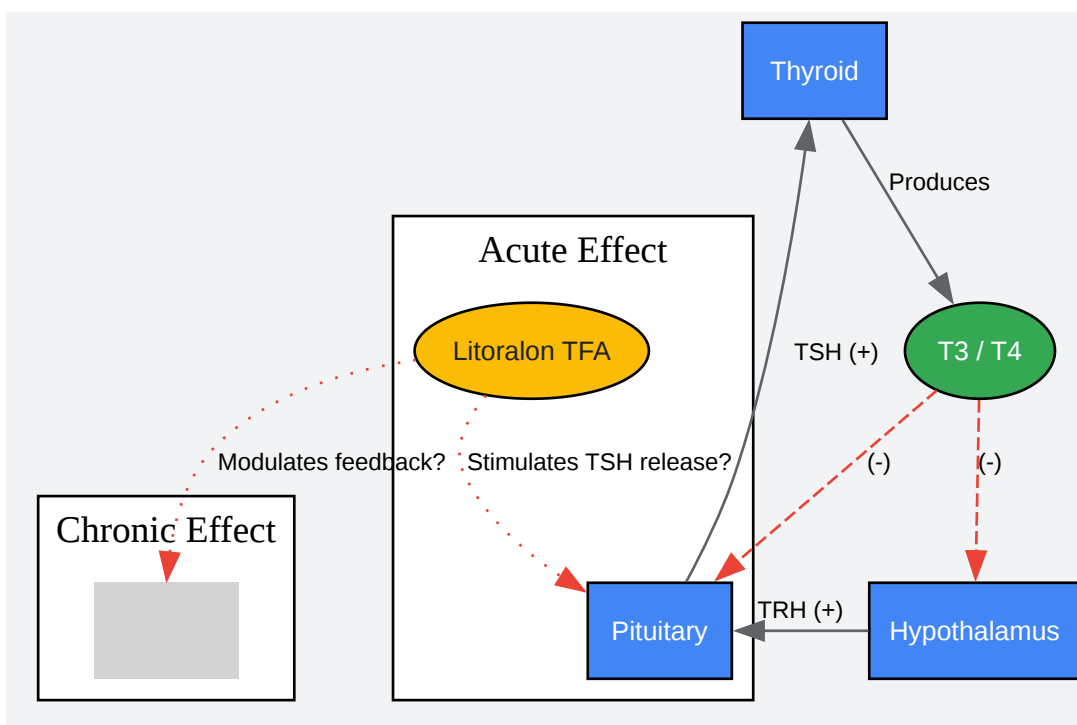 Thyroid
Produces
Acute Effect
Litoralon TFA
TSH (+)
T3 / T4
Modulates feedback?
Stimulates TSH release?
(-)
(-)
Chronic Effect
TRH (+)
Pituitary
Hypothalamus